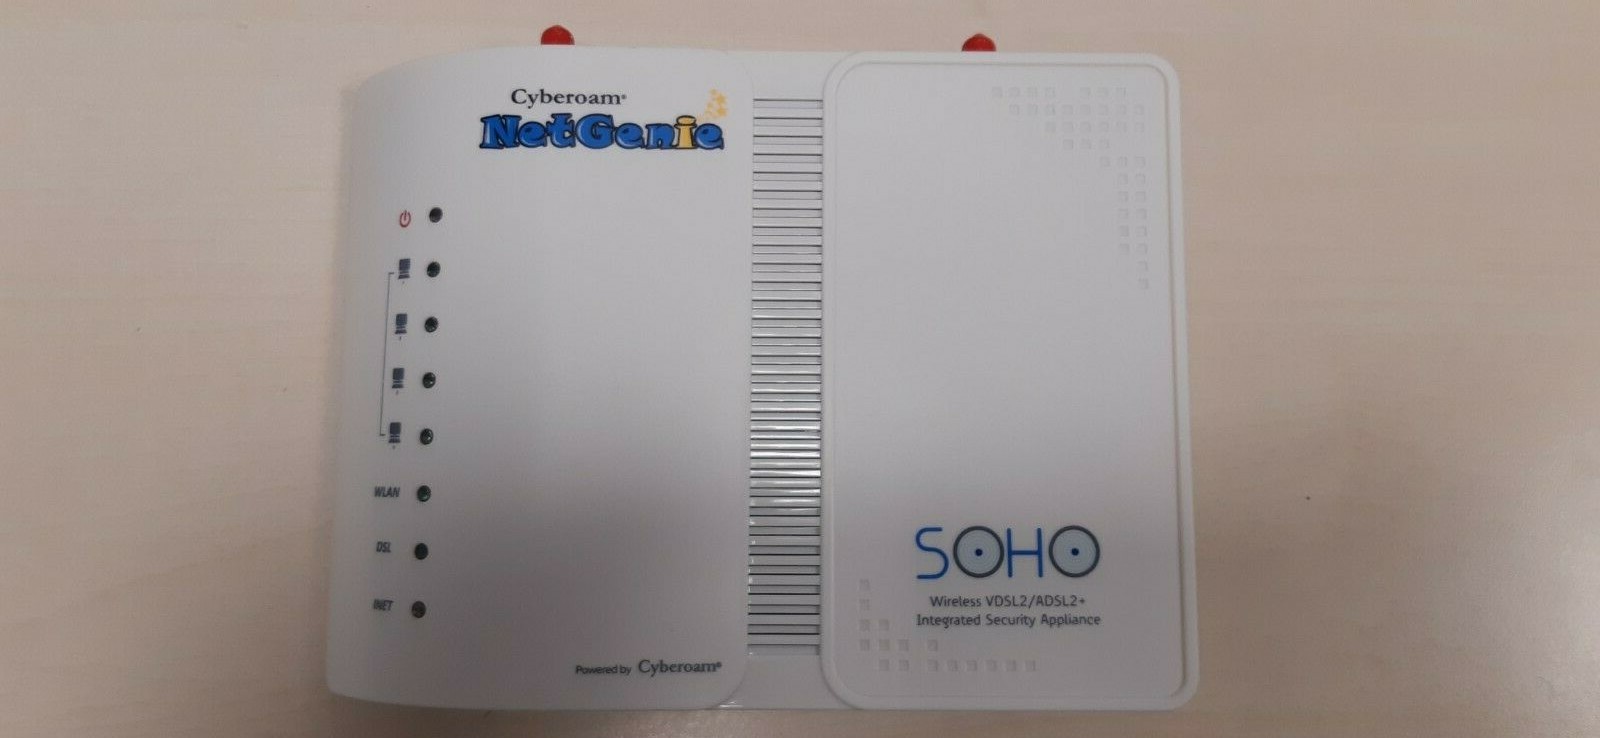 Cyberoam®
NetGenie
WLAN
DSL
INET
SOHO
Wireless VDSL2/ADSL2+
Integrated Security Appliance
Powered by Cyberoam®